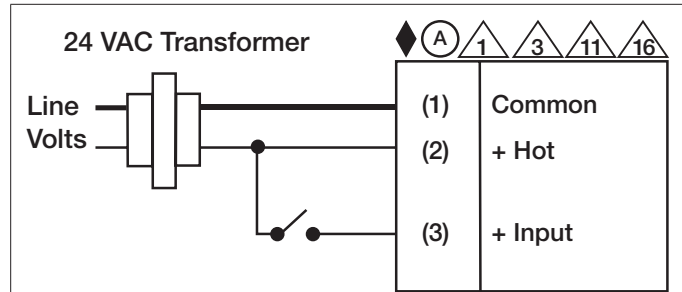 24 VAC Transformer
A 1 3 11 16
Line
Volts
(1) Common
(2) + Hot
(3) + Input